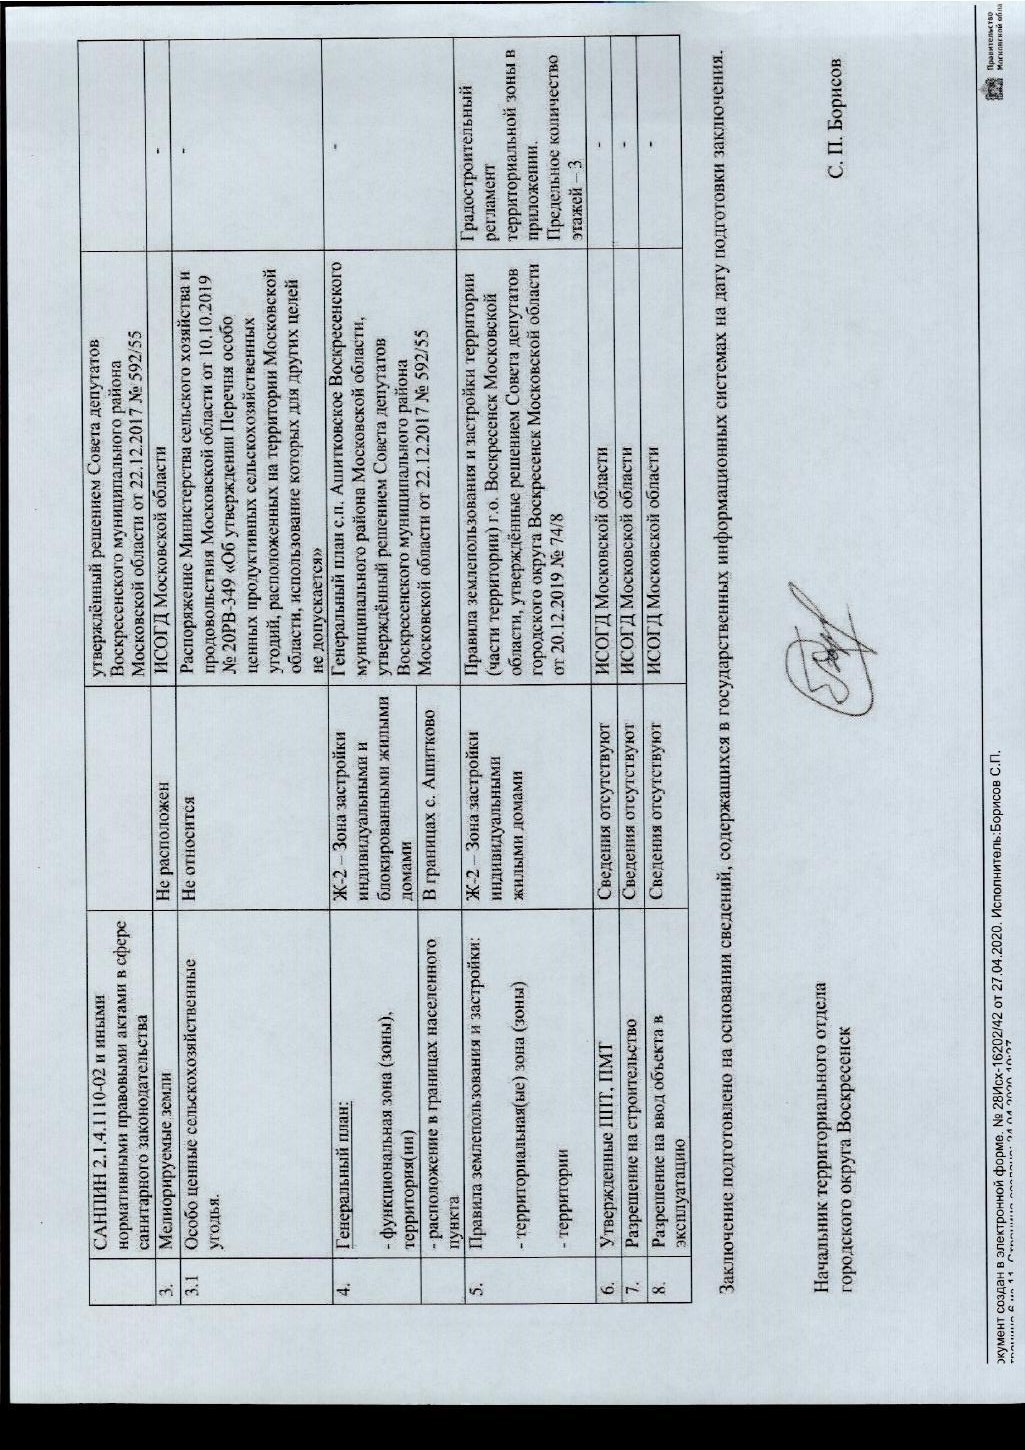 САНПИН 2.1.4.1110-02 и иными
нормативными правовыми актами в сфере
санитарного законодательства
утверждённый решением Совета депутатов
Воскресенского муниципального района
Московской области от 22.12.2017 № 592/55
3.
Мелиорируемые земли
Не расположен
ИСОГД Московской области
-
3.1
Особо ценные сельскохозяйственные
угодья.
Не относится
Распоряжение Министерства сельского хозяйства и
продовольствия Московской области от 10.10.2019
№ 20РВ-349 «Об утверждении Перечня особо
ценных продуктивных сельскохозяйственных
угодий, расположенных на территории Московской
области, использование которых для других целей
не допускается»
-
4.
Генеральный план:
- функциональная зона (зоны),
территория(ии)
Ж-2 – Зона застройки
индивидуальными и
блокированными жилыми
домами
Генеральный план с.п. Ашитковское Воскресенского
муниципального района Московской области,
утверждённый решением Совета депутатов
Воскресенского муниципального района
Московской области от 22.12.2017 № 592/55
-
- расположение в границах населенного
пункта
В границах с. Ашитково
5.
Правила землепользования и застройки:
- территориальная(ые) зона (зоны)
- территории
Ж-2 – Зона застройки
индивидуальными
жилыми домами
Правила землепользования и застройки территории
(части территории) г.о. Воскресенск Московской
области, утверждённые решением Совета депутатов
городского округа Воскресенск Московской области
от 20.12.2019 № 74/8
Градостроительный
регламент
территориальной зоны в
приложении.
Предельное количество
этажей – 3
6.
Утвержденные ППТ, ПМТ
Сведения отсутствуют
ИСОГД Московской области
-
7.
Разрешение на строительство
Сведения отсутствуют
ИСОГД Московской области
-
8.
Разрешение на ввод объекта в
эксплуатацию
Сведения отсутствуют
ИСОГД Московской области
-
Заключение подготовлено на основании сведений, содержащихся в государственных информационных системах на дату подготовки заключения.
Начальник территориального отдела
городского округа Воскресенск
С. П. Борисов
окумент создан в электронной форме. № 28Исх-16202/42 от 27.04.2020. Исполнитель:Борисов С.П.
Правительство
Московской обла